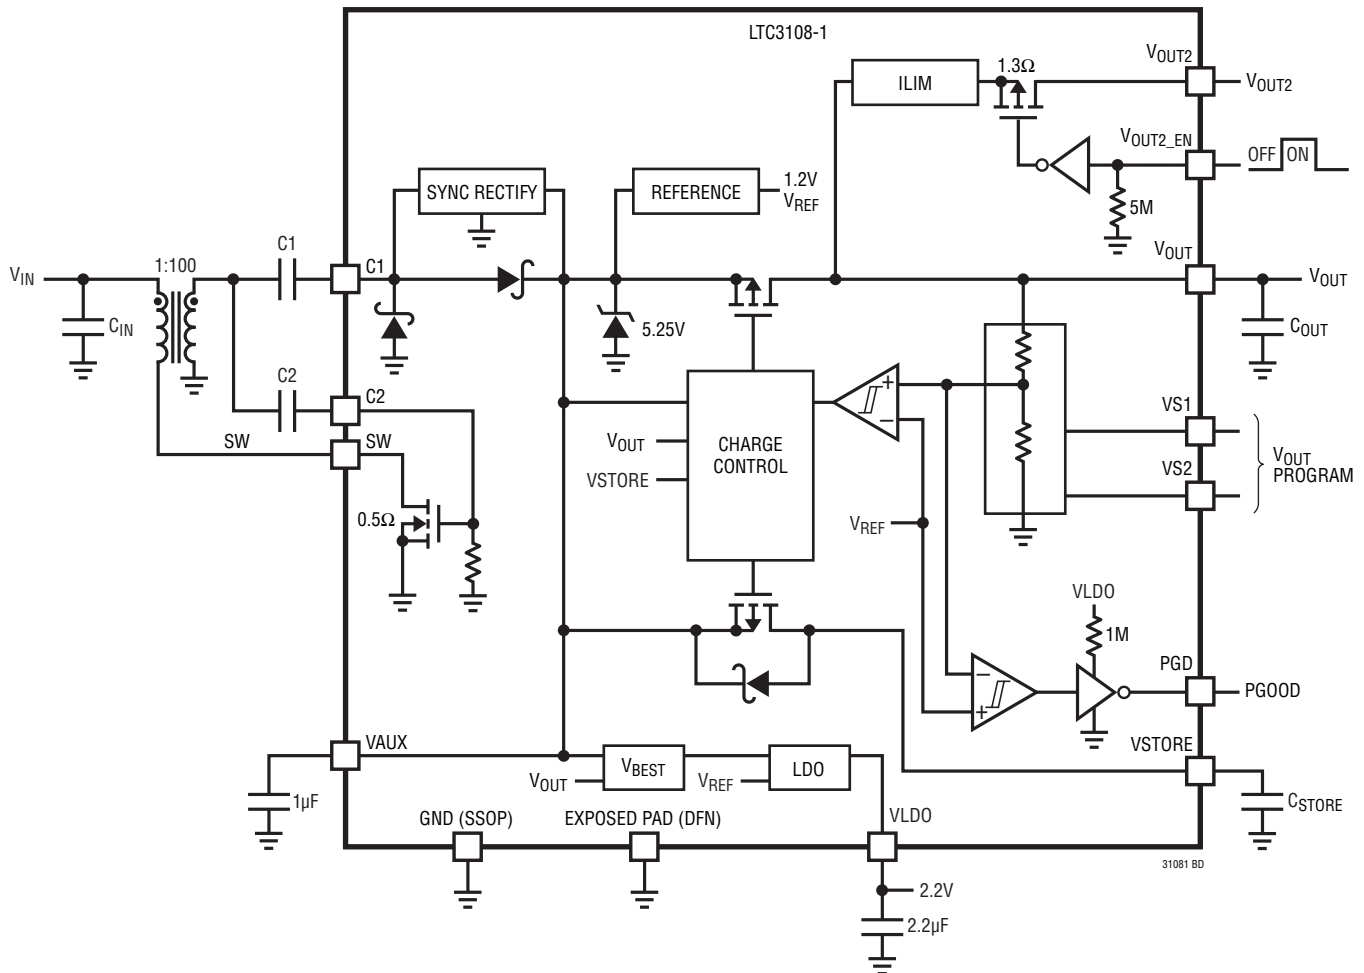 LTC3108-1
VOUT2
1.3Ω
ILIM
VOUT2
VOUT2_EN
OFF ON
SYNC RECTIFY
REFERENCE
1.2V
VREF
5M
C1
VOUT
1:100
C1
VIN
VOUT
CIN
5.25V
COUT
C2
C2
VS1
SW
SW
CHARGE
CONTROL
VOUT
VSTORE
VS2
VOUT
PROGRAM
0.5Ω
VREF
VLDO
1M
PGD
PGOOD
VAUX
VSTORE
VOUT
VBEST
VREF
LDO
1µF
CSTORE
GND (SSOP)
EXPOSED PAD (DFN)
VLDO
31081 BD
2.2V
2.2µF